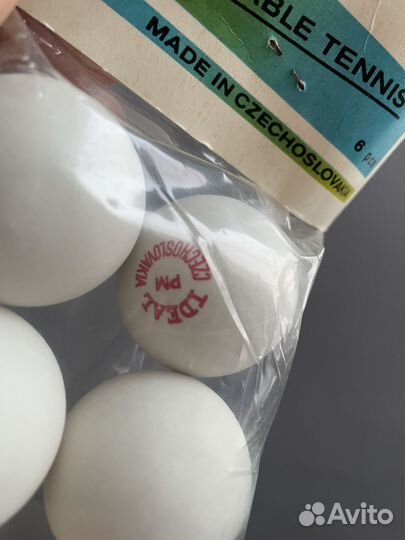 TABLE TENNIS
MADE IN CZECHOSLOVAKIA
6 pcs
IDEAL
PM
CZECHOSLOVAKIA
Avito